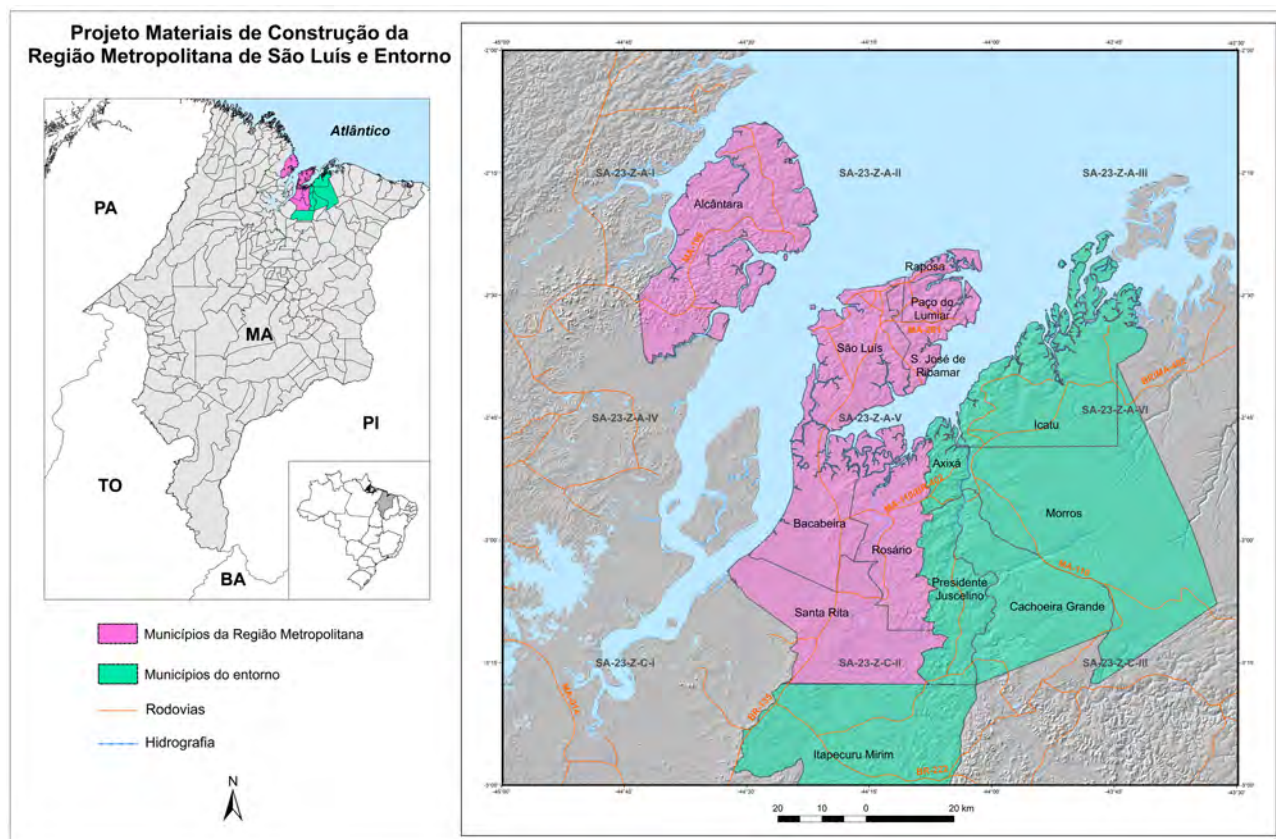 Projeto Materiais de Construção da
Região Metropolitana de São Luís e Entorno
Atlântico
PA
MA
PI
TO
BA
Municípios da Região Metropolitana
Municípios do entorno
Rodovias
Hidrografia
N
SA-23-Z-A-I
SA-23-Z-A-II
SA-23-Z-A-III
Alcântara
Raposa
Paço do
Lumiar
São Luís
S. José de
Ribamar
SA-23-Z-A-IV
SA-23-Z-A-V
SA-23-Z-A-VI
Icatu
Axixá
Morros
Bacabeira
Rosário
Presidente
Juscelino
MA-110
Cachoeira Grande
Santa Rita
SA-23-Z-C-I
SA-23-Z-C-II
SA-23-Z-C-III
BR-135
Itapecuru Mirim
20 10 0 20 km